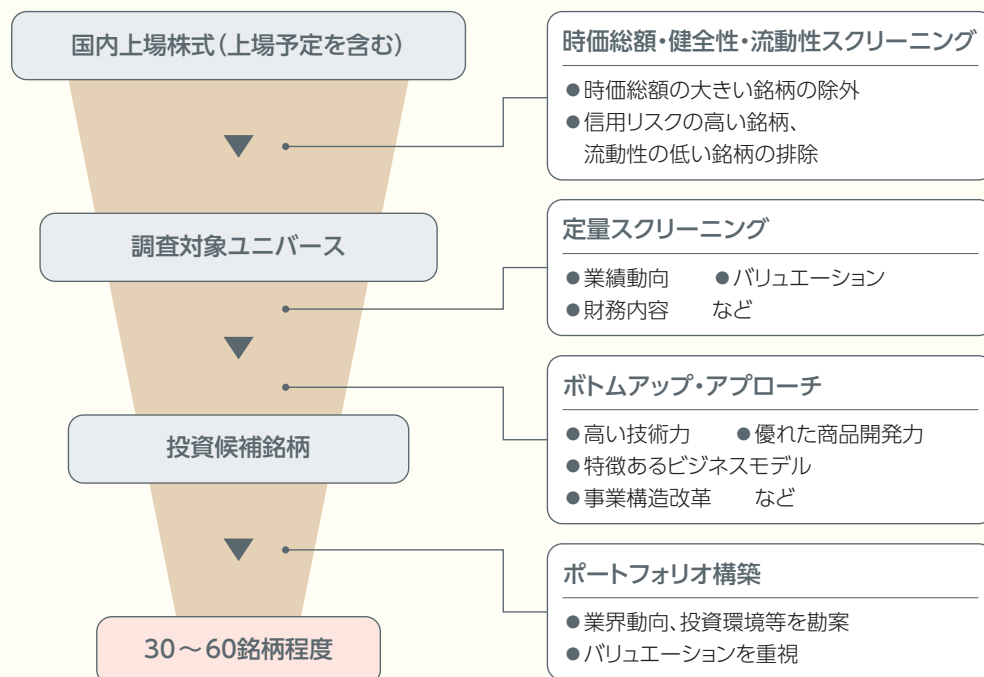 国内上場株式(上場予定を含む)
時価総額・健全性・流動性スクリーニング
●時価総額の大きい銘柄の除外
●信用リスクの高い銘柄、
流動性の低い銘柄の排除
調査対象ユニバース
定量スクリーニング
●業績動向 ●バリュエーション
●財務内容 など
ボトムアップ・アプローチ
●高い技術力 ●優れた商品開発力
●特徴あるビジネスモデル
●事業構造改革 など
投資候補銘柄
ポートフォリオ構築
●業界動向、投資環境等を勘案
●バリュエーションを重視
30～60銘柄程度